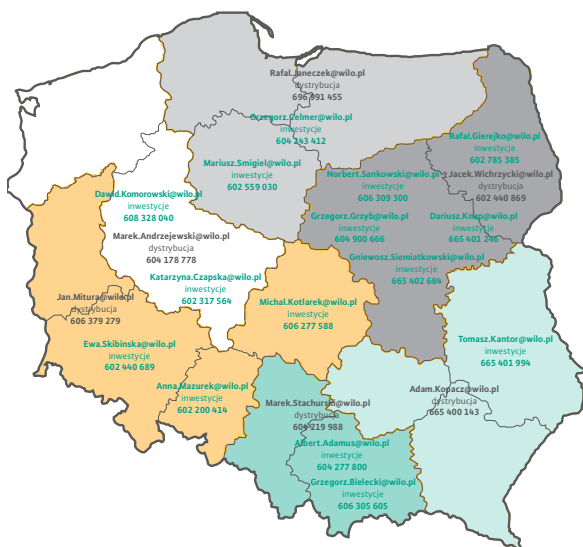 Rafal.Janeczek@wilo.pl
dystrybucja
696 991 455
Grzegorz.Celmer@wilo.pl
inwestycje
604 243 412
Mariusz.Smigiel@wilo.pl
inwestycje
602 559 030
Rafal.Gierejko@wilo.pl
inwestycje
602 785 385
Jacek.Wichrzycki@wilo.pl
dystrybucja
602 440 869
Norbert.Sankowski@wilo.pl
inwestycje
606 309 300
Grzegorz.Grzyb@wilo.pl
inwestycje
604 900 666
Dariusz.Knap@wilo.pl
inwestycje
665 401 246
Gniewosz.Siemiatkowski@wilo.pl
inwestycje
665 402 684
Dawid.Komorowski@wilo.pl
inwestycje
608 328 040
Marek.Andrzejewski@wilo.pl
dystrybucja
604 178 778
Katarzyna.Czapska@wilo.pl
inwestycje
602 317 564
Jan.Mitura@wilo.pl
dystrybucja
606 379 279
Michal.Kotlarek@wilo.pl
inwestycje
606 277 588
Ewa.Skibinska@wilo.pl
inwestycje
602 440 689
Anna.Mazurek@wilo.pl
inwestycje
602 200 414
Tomasz.Kantor@wilo.pl
inwestycje
665 401 994
Adam.Kopacz@wilo.pl
dystrybucja
665 400 143
Marek.Stachurski@wilo.pl
dystrybucja
604 219 988
Albert.Adamus@wilo.pl
inwestycje
604 277 800
Grzegorz.Bielecki@wilo.pl
inwestycje
606 305 605